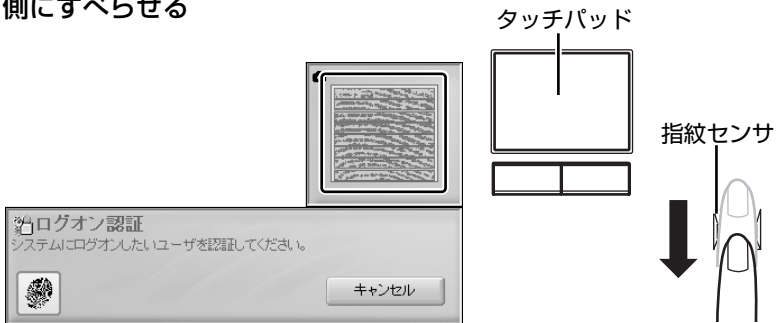 側にすべらせる
タッチパッド
指紋センサ
ログオン認証
システムにログオンしたいユーザを認証してください。
キャンセル